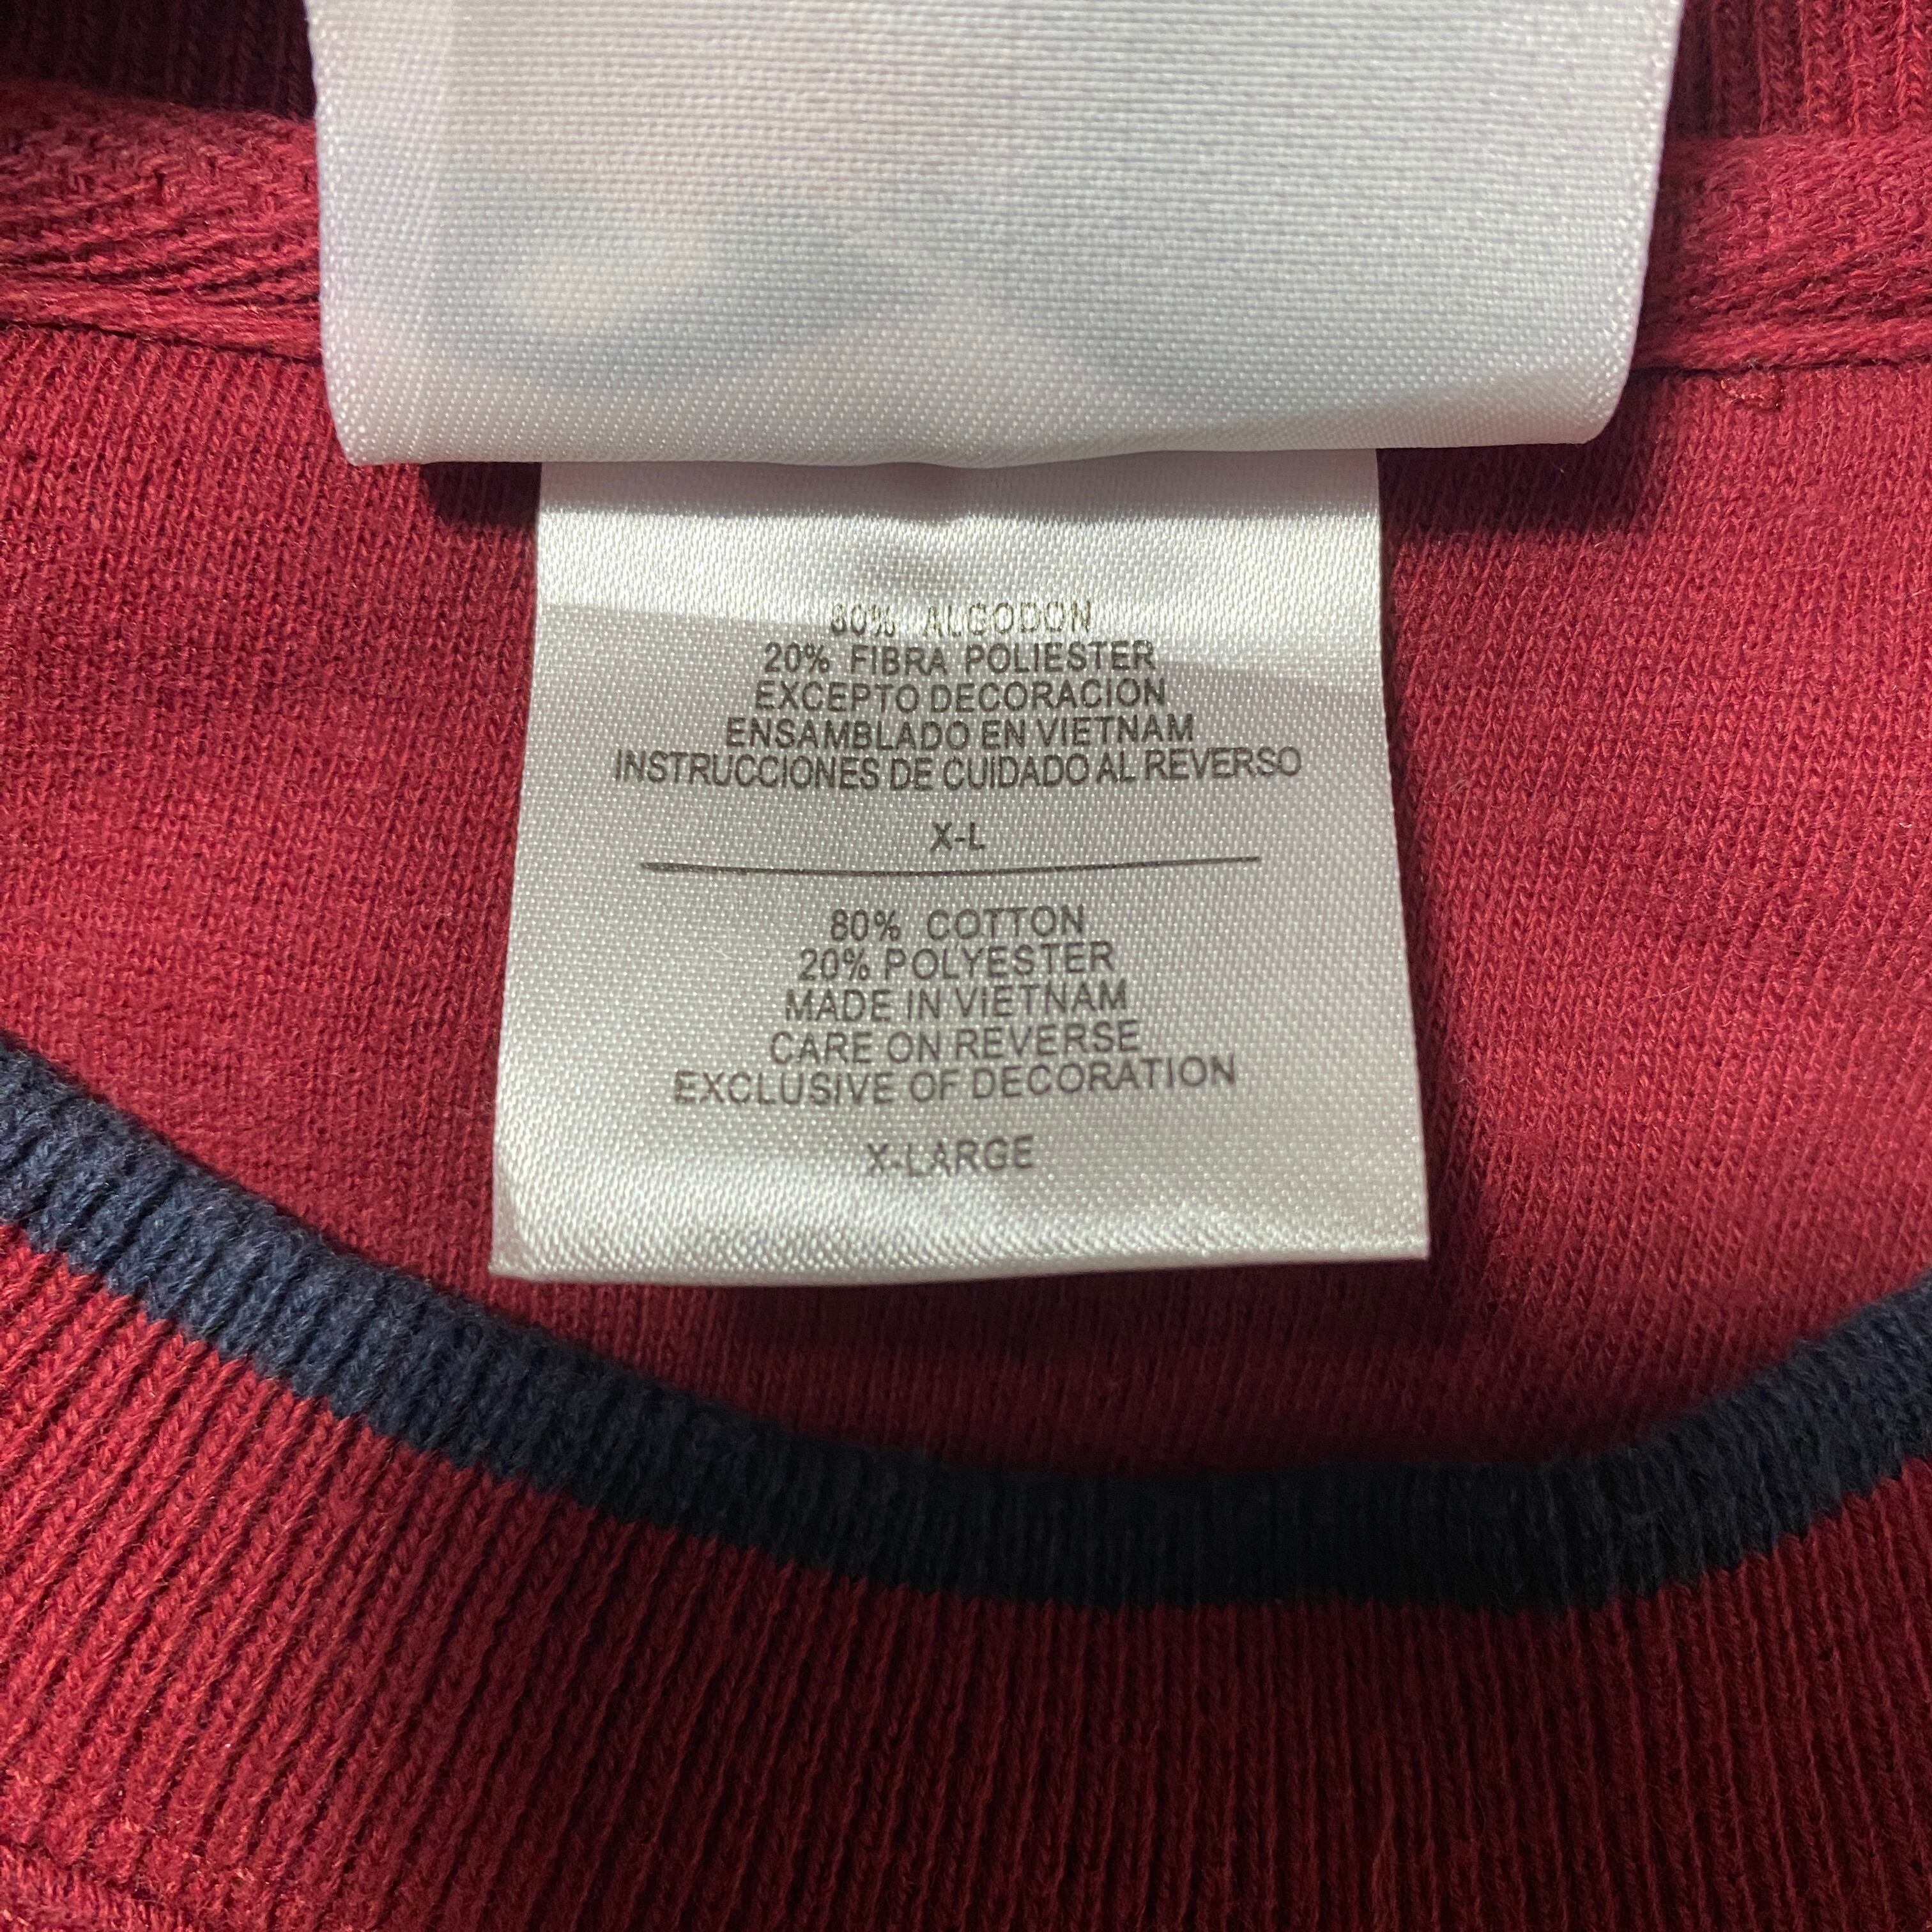 80% ALGODON
20% FIBRA POLIESTER
EXCEPTO DECORACION
ENSAMBLADO EN VIETNAM
INSTRUCCIONES DE CUIDADO AL REVERSO
X-L
80% COTTON
20% POLYESTER
MADE IN VIETNAM
CARE ON REVERSE
EXCLUSIVE OF DECORATION
X-LARGE